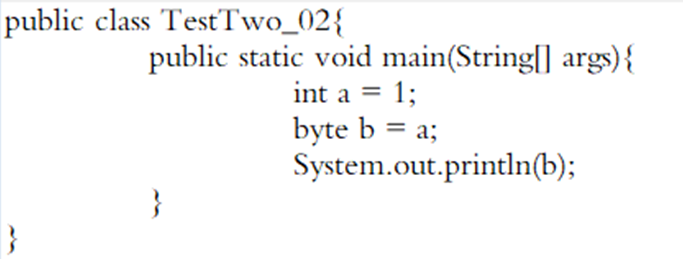 public class TestTwo_02{
public static void main(String[] args){
int a = 1;
byte b = a;
System.out.println(b);
}
}